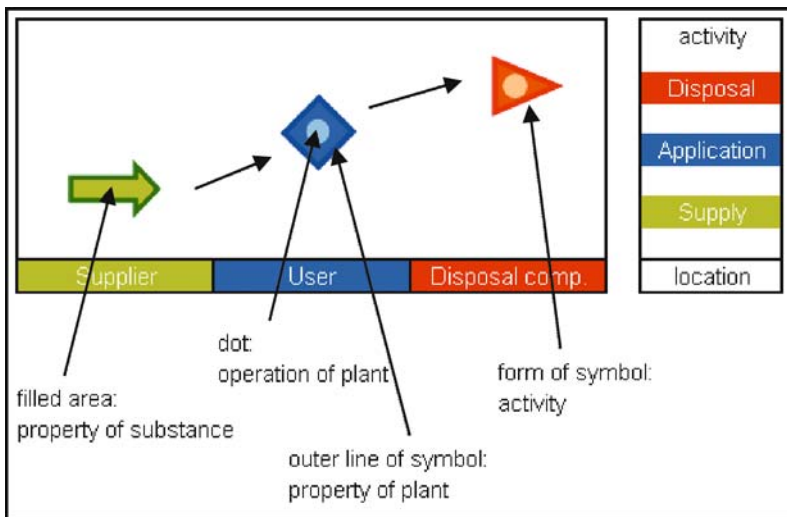 activity
Disposal
Application
Supply
location
Supplier
User
Disposal comp.
dot:
operation of plant
form of symbol:
activity
filled area:
property of substance
outer line of symbol:
property of plant